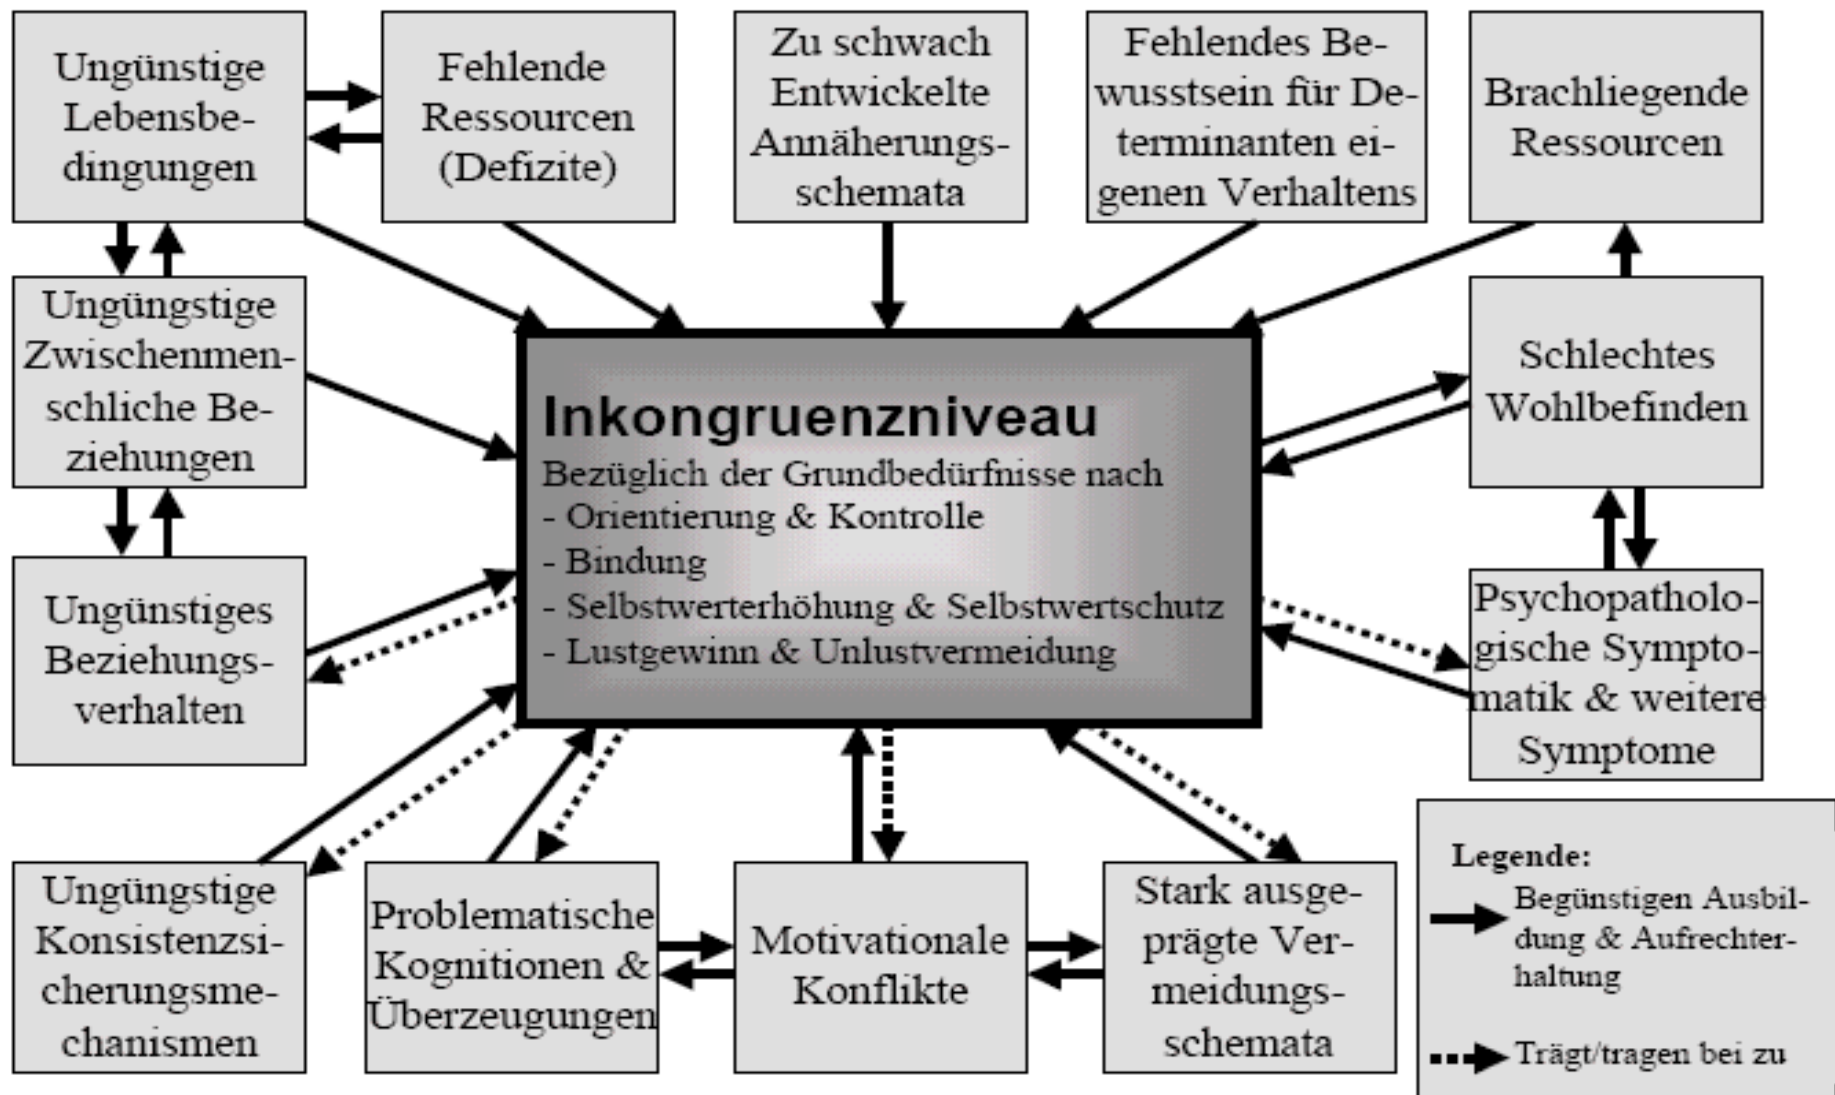 Ungünstige
Lebensbe-
dingungen
Fehlende
Ressourcen
(Defizite)
Zu schwach
Entwickelte
Annäherungs-
schemata
Fehlendes Be-
wusstsein für De-
terminanten ei-
genen Verhaltens
Brachliegende
Ressourcen
Ungüngstige
Zwischenmen-
schliche Be-
ziehungen
Inkongruenzniveau
Bezüglich der Grundbedürfnisse nach
- Orientierung & Kontrolle
- Bindung
- Selbstwerterhöhung & Selbstwertschutz
- Lustgewinn & Unlustvermeidung
Schlechtes
Wohlbefinden
Ungünstiges
Beziehungs-
verhalten
Psychopatholo-
gische Sympto-
matik & weitere
Symptome
Ungüngstige
Konsistenzsi-
cherungsme-
chanismen
Problematische
Kognitionen &
Überzeugungen
Motivationale
Konflikte
Stark ausge-
prägte Ver-
meidungs-
schemata
Legende:
Begünstigen Ausbil-
dung & Aufrechter-
haltung
Trägt/tragen bei zu